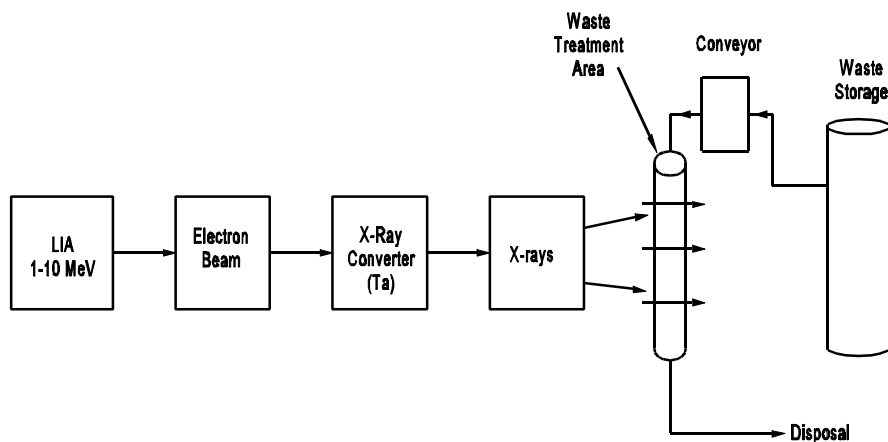 Waste
Treatment
Area
Conveyor
Waste
Storage
LIA
1-10 MeV
Electron
Beam
X-Ray
Converter
(Ta)
X-rays
Disposal